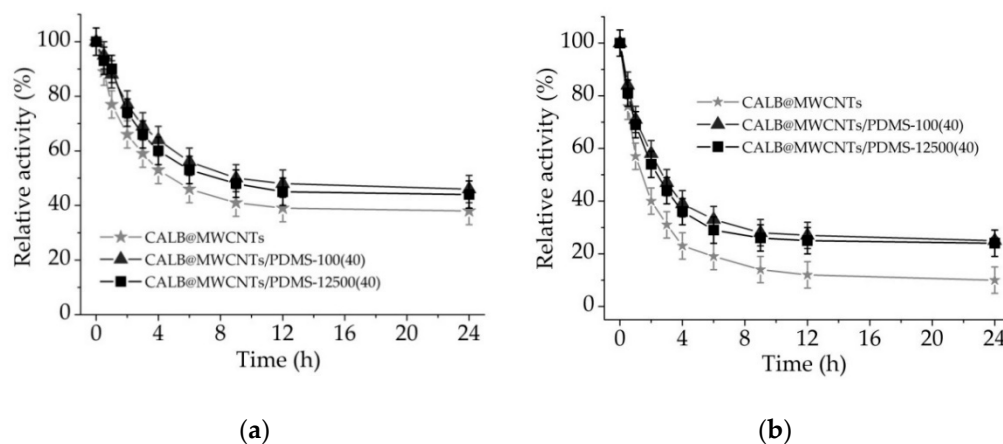 Relative activity (%)
100
80
60
40
20
0
CALB@MWCNTs
CALB@MWCNTs/PDMS-100(40)
CALB@MWCNTs/PDMS-12500(40)
0 4 8 12 16 20 24
Time (h)
(a)
Relative activity (%)
100
80
60
40
20
0
CALB@MWCNTs
CALB@MWCNTs/PDMS-100(40)
CALB@MWCNTs/PDMS-12500(40)
0 4 8 12 16 20 24
Time (h)
(b)